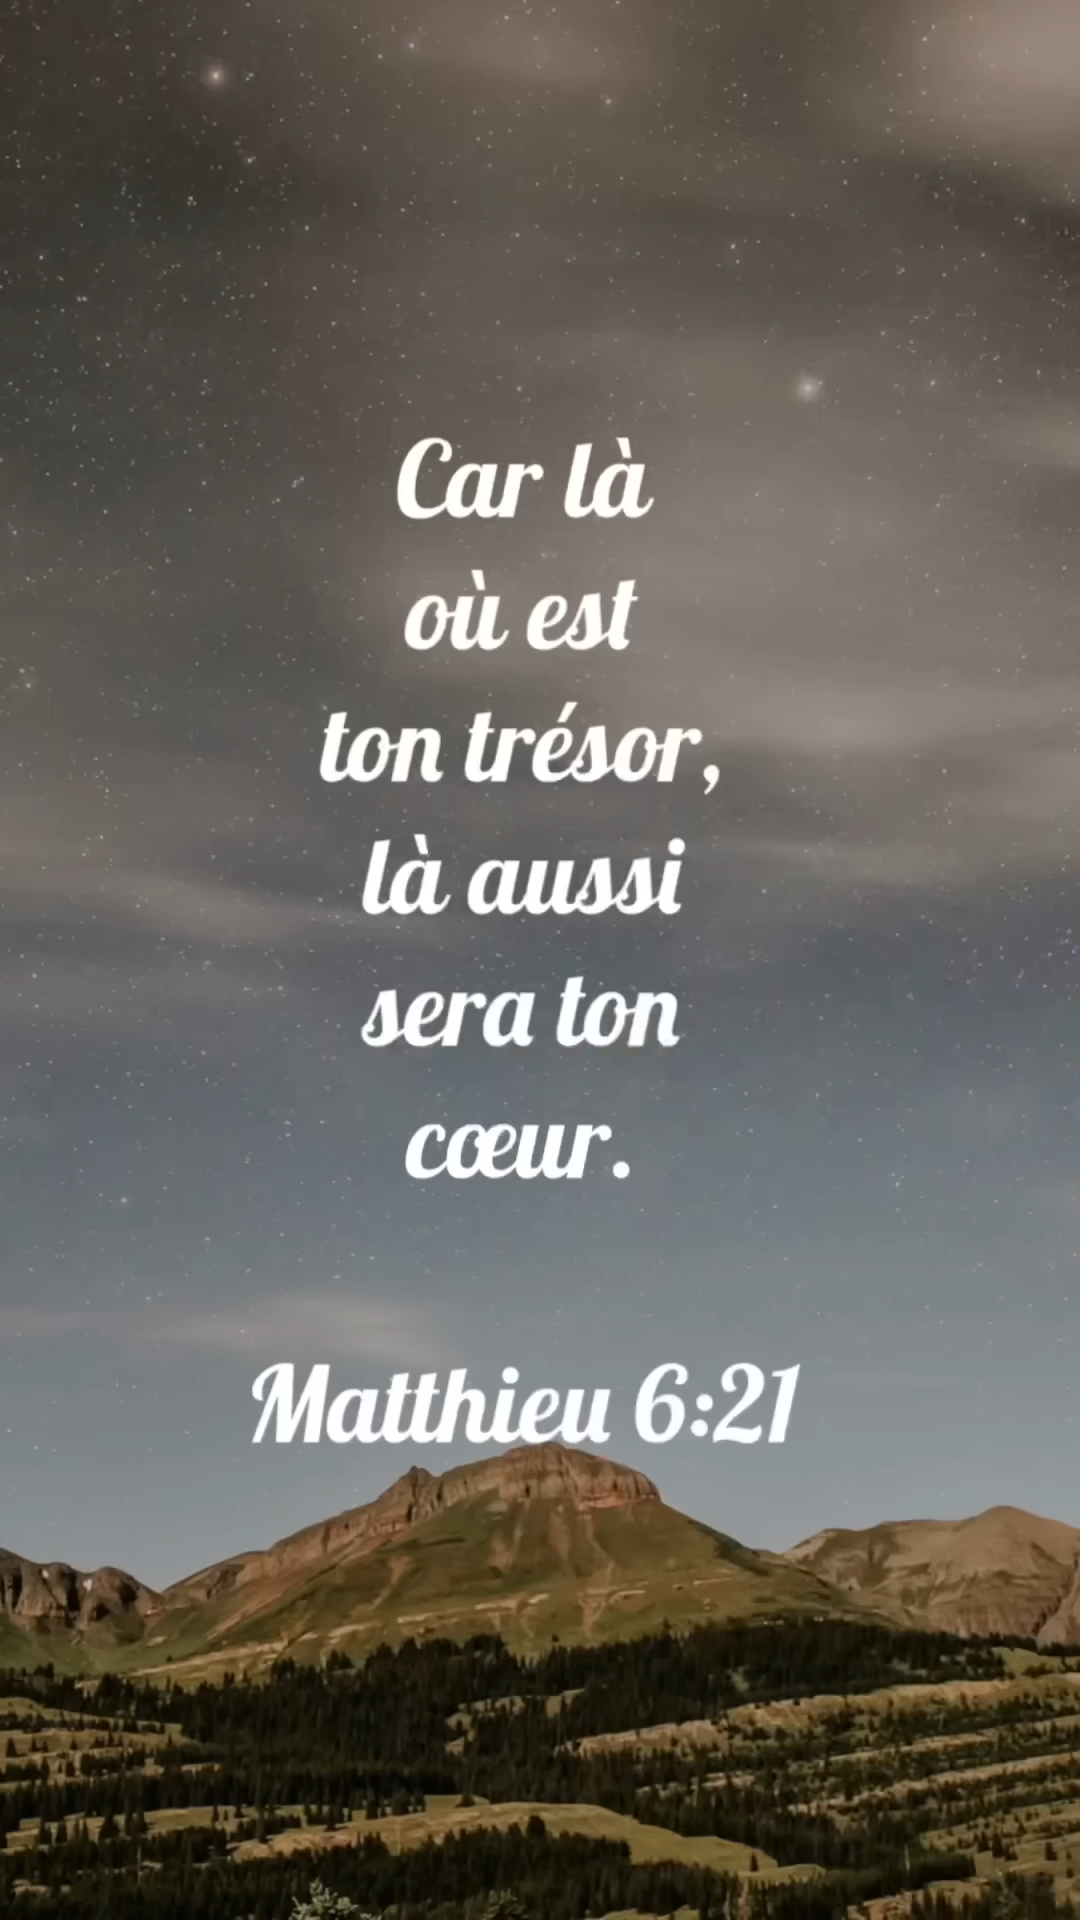 Car là
où est
ton trésor,
là aussi
sera ton
cœur.
Matthieu 6:21